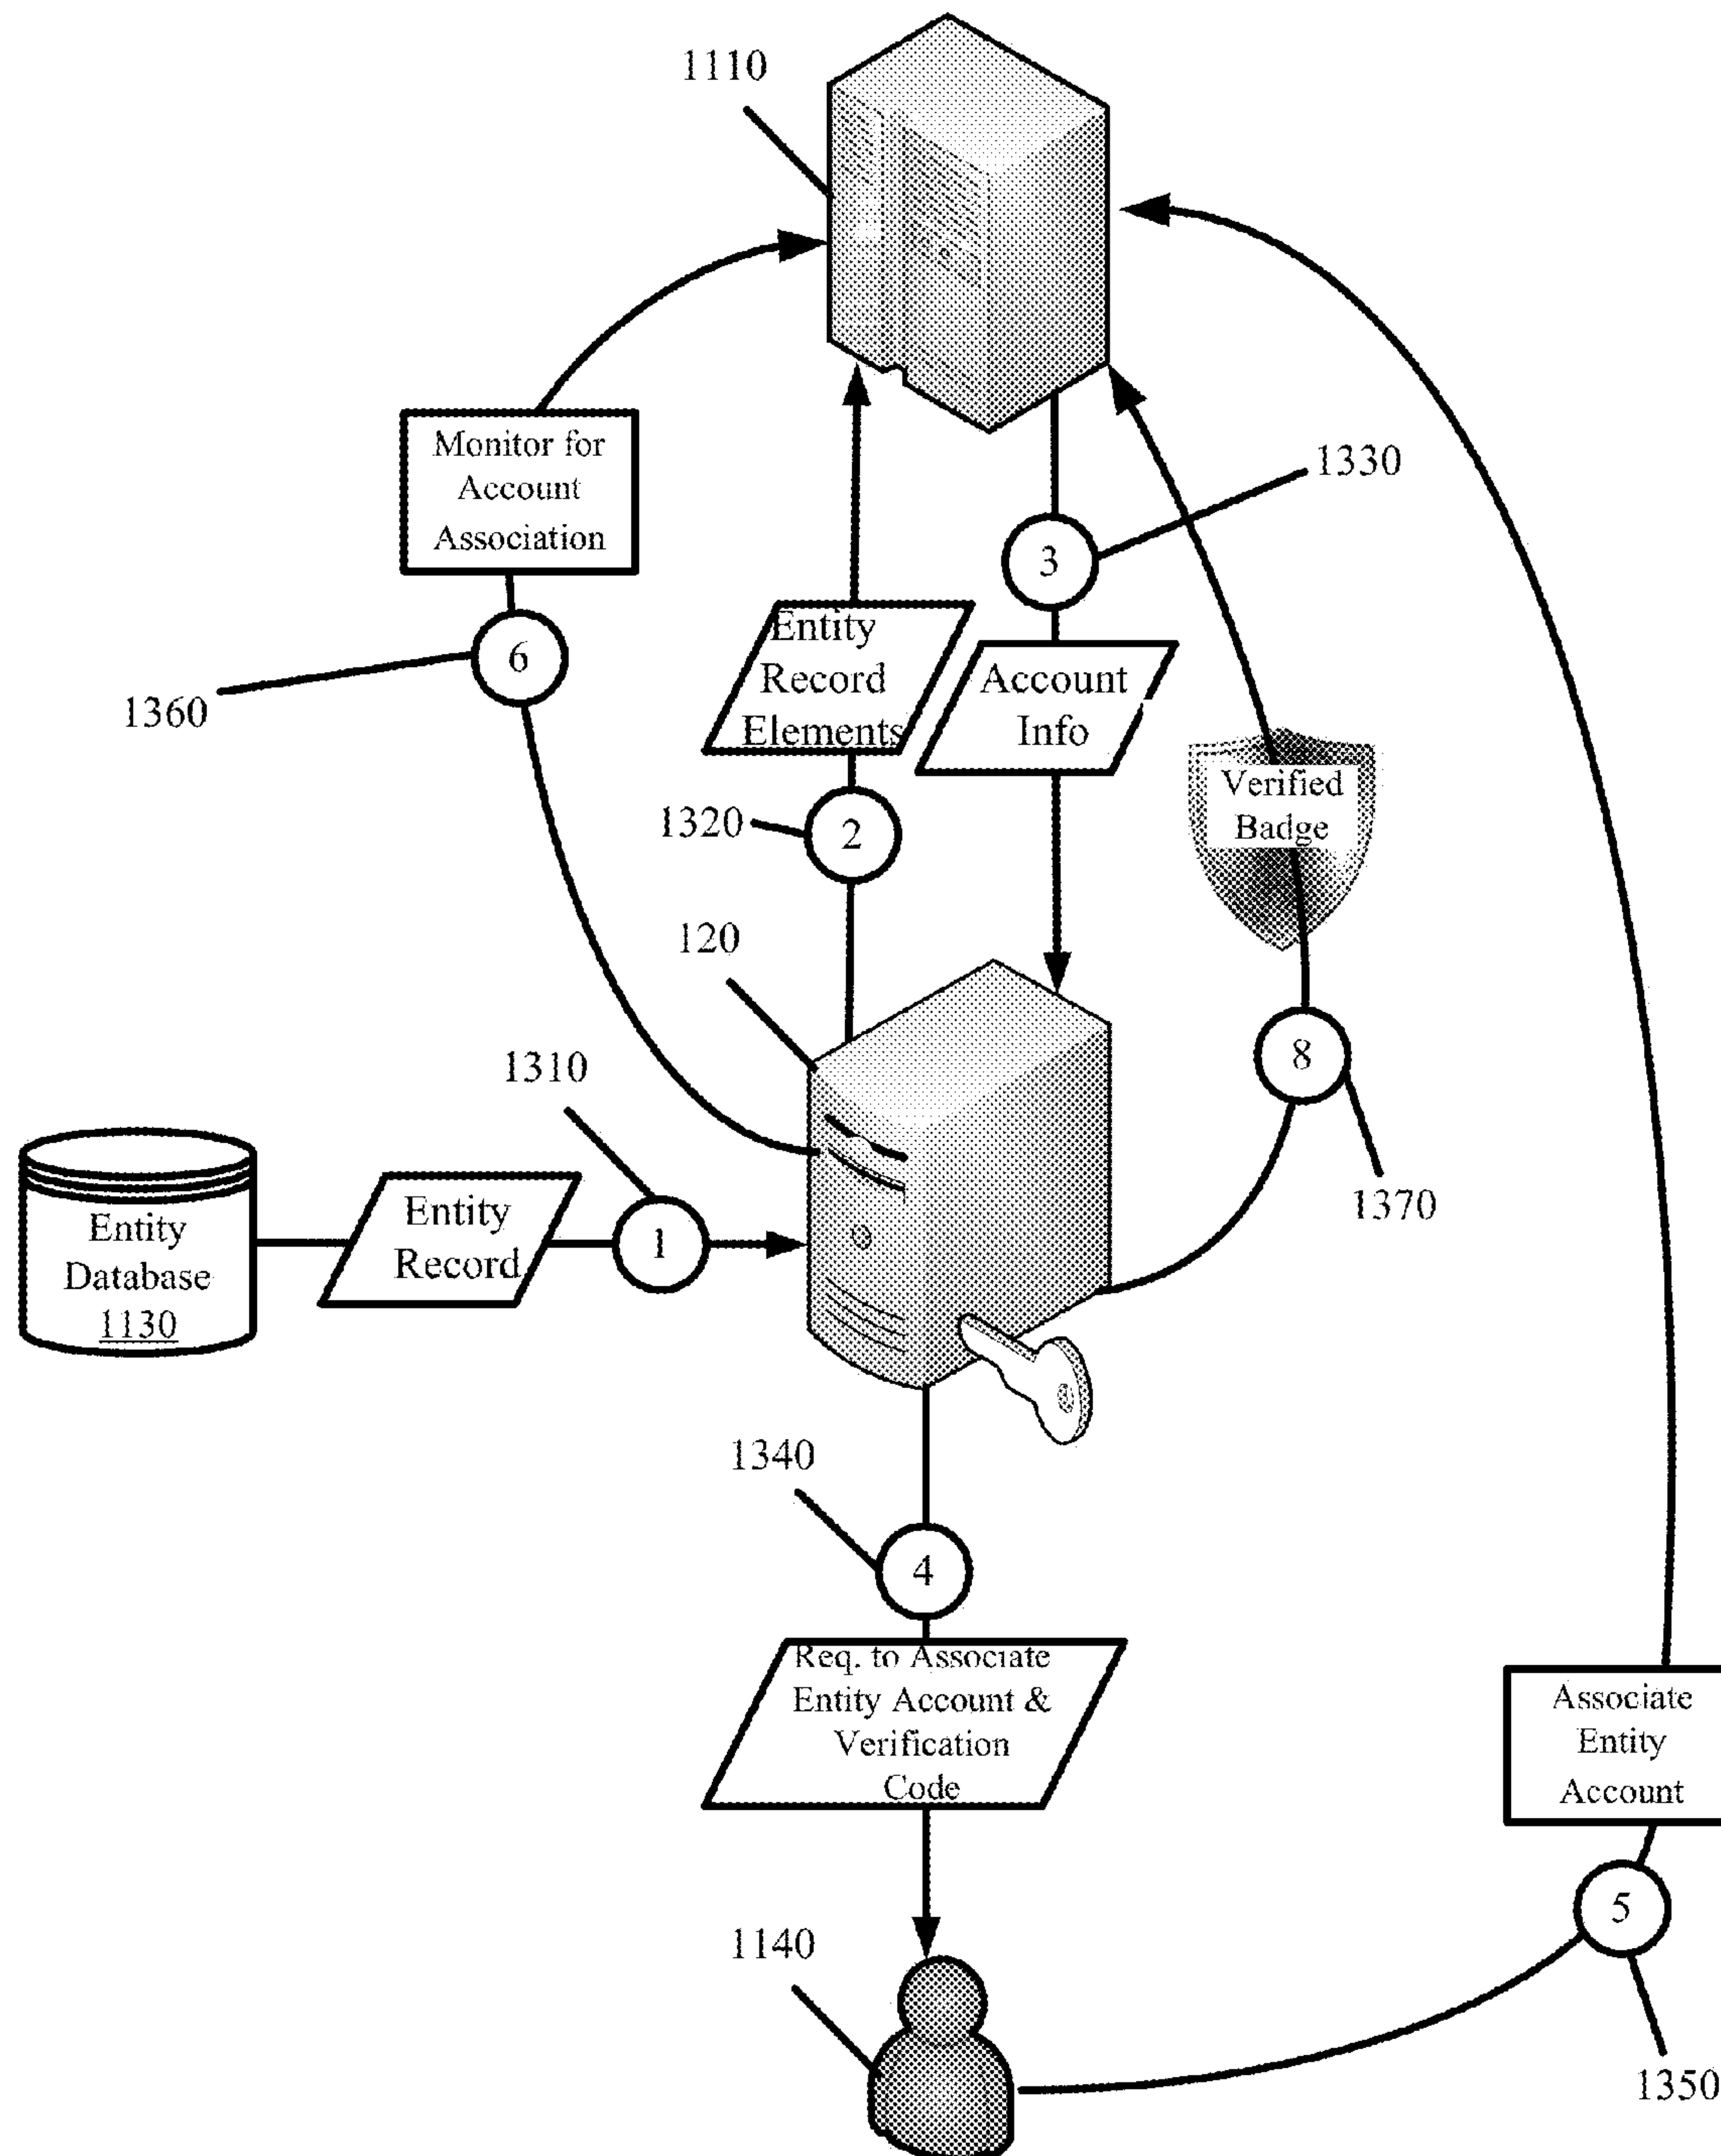 1110
Monitor for
Account
Association
1330
3
Entity
Record
Elements
Account
Info
6
1360
Verified
Badge
1320
2
120
1310
8
1370
Entity
Database
1130
Entity
Record
1
1340
4
Req. to Associate
Entity Account &
Verification
Code
Associate
Entity
Account
5
1140
1350